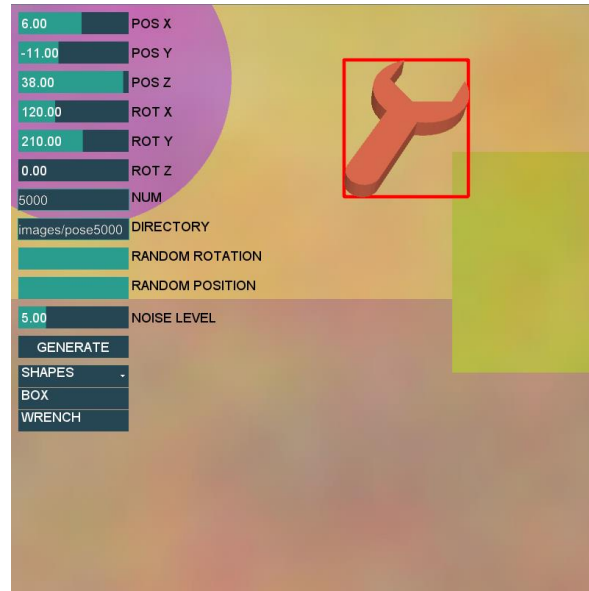 6.00 POS X
-11.00 POS Y
38.00 POS Z
120.00 ROT X
210.00 ROT Y
0.00 ROT Z
5000 NUM
images/pose5000 DIRECTORY
RANDOM ROTATION
RANDOM POSITION
5.00 NOISE LEVEL
GENERATE
SHAPES
BOX
WRENCH